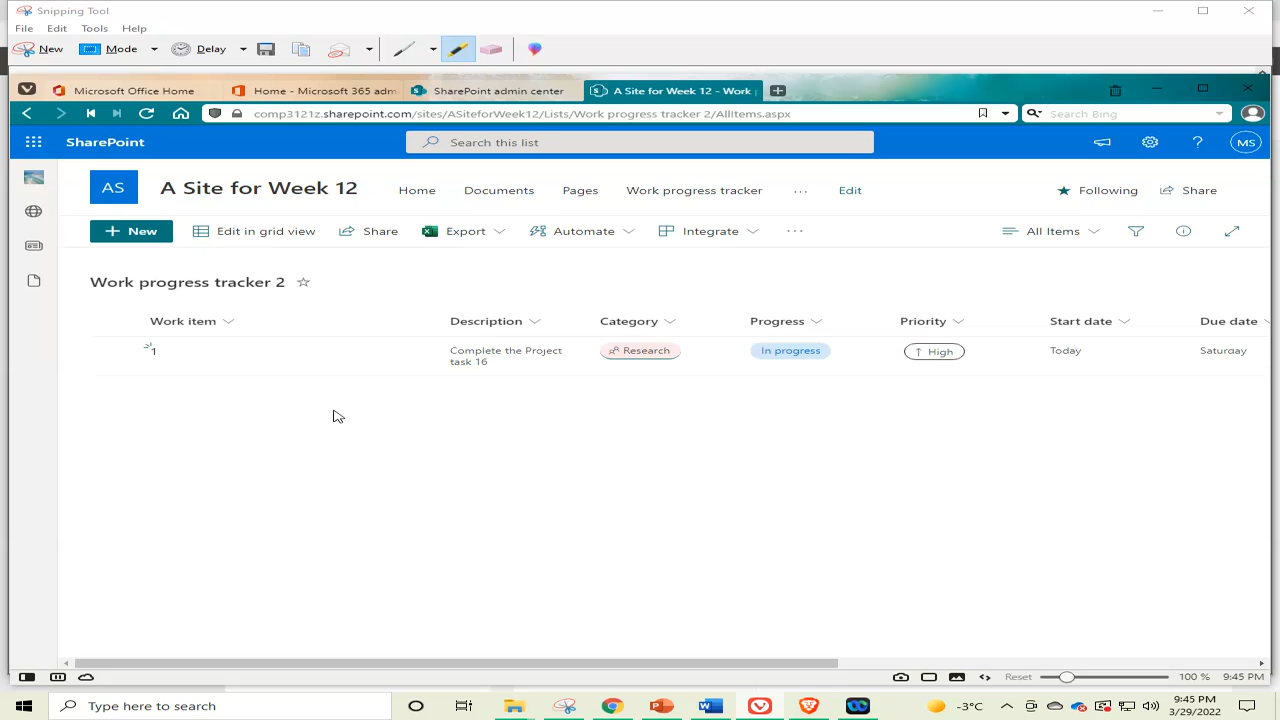 Snipping Tool
File Edit Tools Help
New Mode Delay
Microsoft Office Home Home - Microsoft 365 adm SharePoint admin center A Site for Week 12 - Work
comp3121z.sharepoint.com/sites/ASiteforWeek12/Lists/Work progress tracker 2/AllItems.aspx Search Bing
SharePoint Search this list MS
AS A Site for Week 12 Home Documents Pages Work progress tracker ... Edit Following Share
+ New Edit in grid view Share Export Automate Integrate ... All Items
Work progress tracker 2
Work item Description Category Progress Priority Start date Due date
1 Complete the Project Research In progress High Today Saturday
task 16
Reset 100 % 9:45 PM
Type here to search -3°C 9:45 PM
3/29/2022